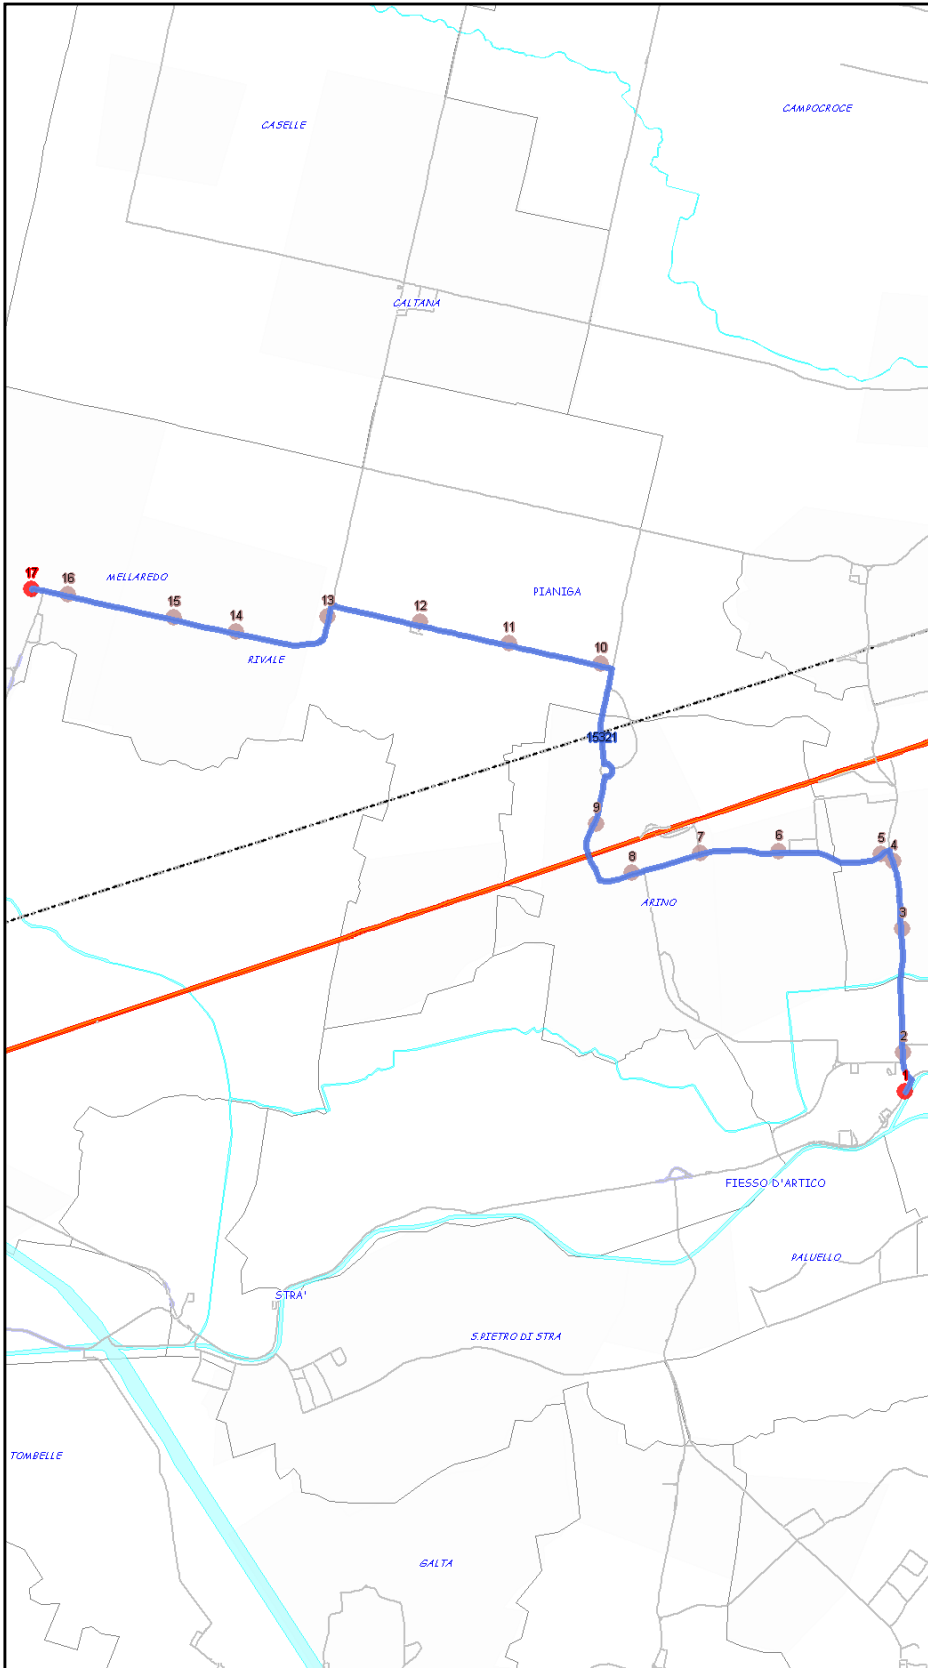 CAMPOCROCE
CASELLE
CALTANA
17
16
MELLAREDO
PIANIGA
15
14
13
12
11
10
RIVALE
15321
9
8
7
6
5
4
ARINO
3
2
1
FIESSO D'ARTICO
PALUELLO
STRA'
S.PIETRO DI STRA
TOMBELLE
GALTA